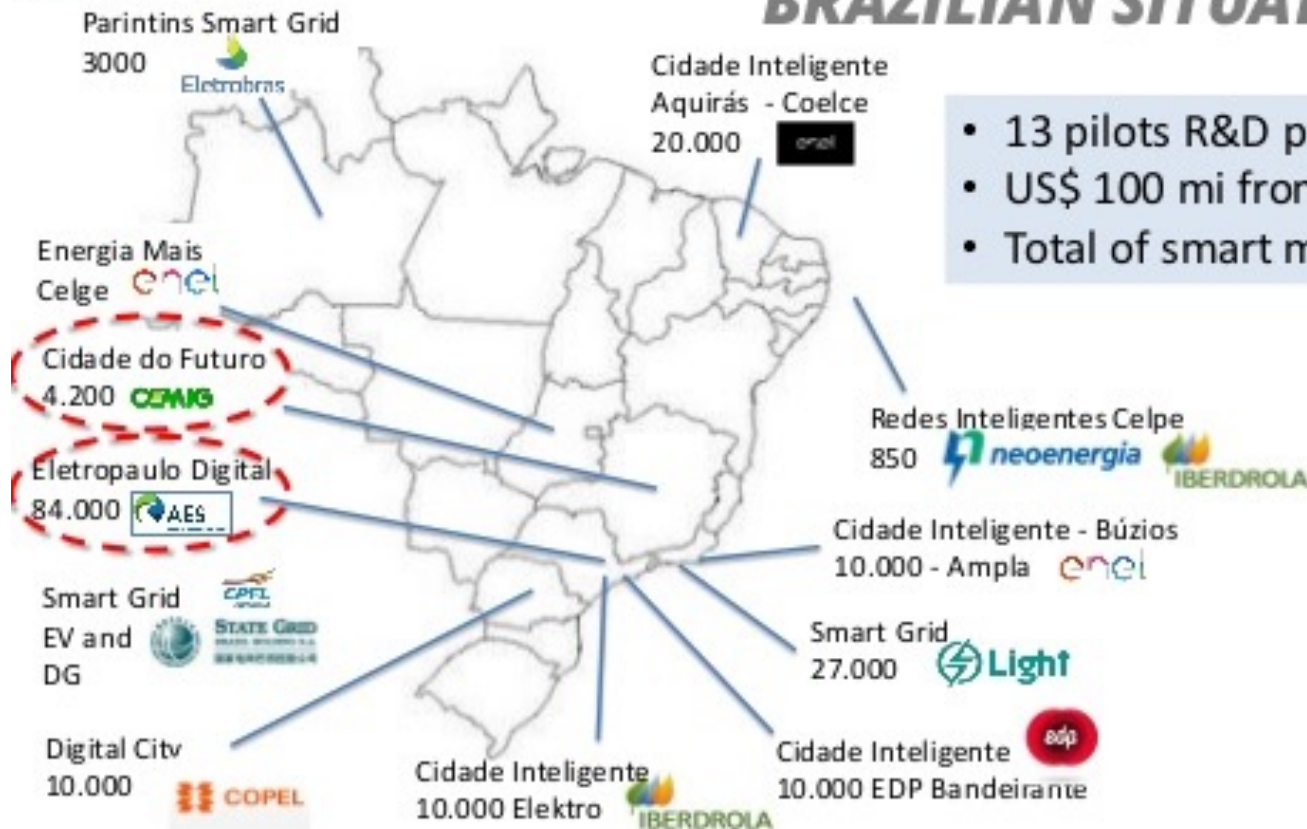 BRAZILIAN SITUAT
Parintins Smart Grid
3000
Eletrobras
Cidade Inteligente
Aquirás - Coelce
20.000 enel
• 13 pilots R&D p
• US$ 100 mi fron
• Total of smart m
Energia Mais
Celge enel
Cidade do Futuro
4.200 CEMIG
Eletropaulo Digital
84.000 AES
Redes Inteligentes Celpe
850 neoenergia IBERDROLA
Cidade Inteligente - Búzios
10.000 - Ampla enel
Smart Grid CPFL
EV and STATE GRID
DG
Smart Grid
27.000 Light
Digital City
10.000 COPEL
Cidade Inteligente
10.000 Elektro IBERDROLA
Cidade Inteligente edp
10.000 EDP Bandeirante